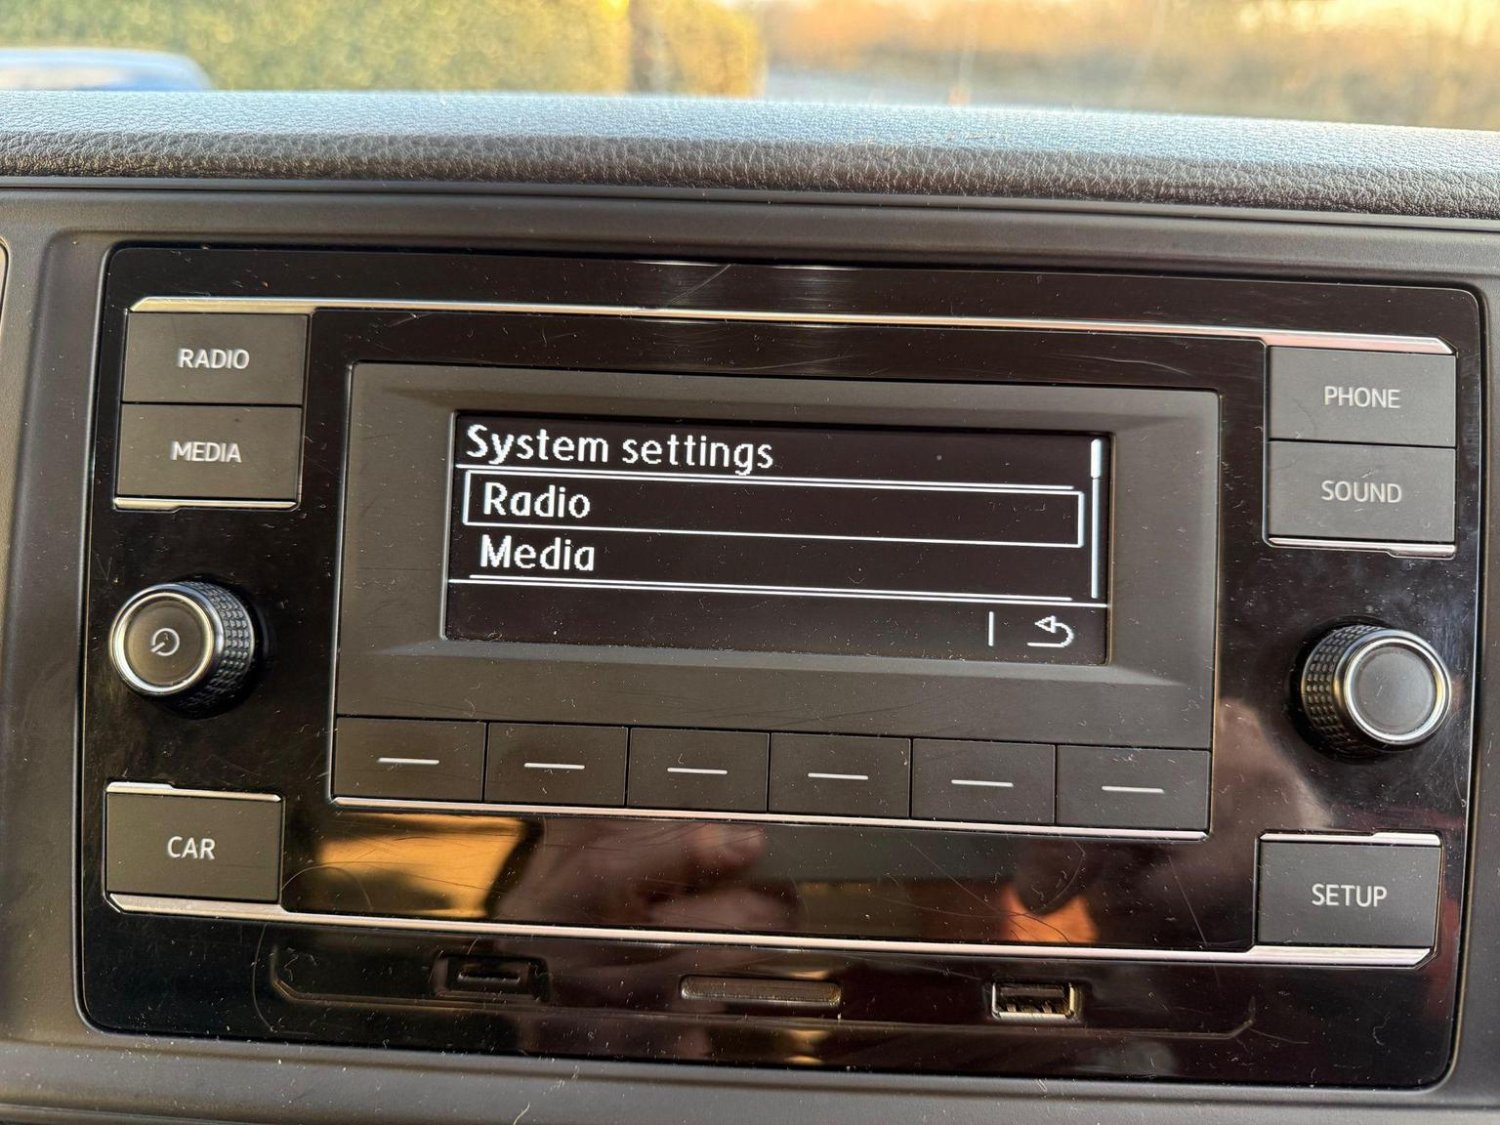 RADIO
MEDIA
PHONE
SOUND
System settings
Radio
Media
CAR
SETUP